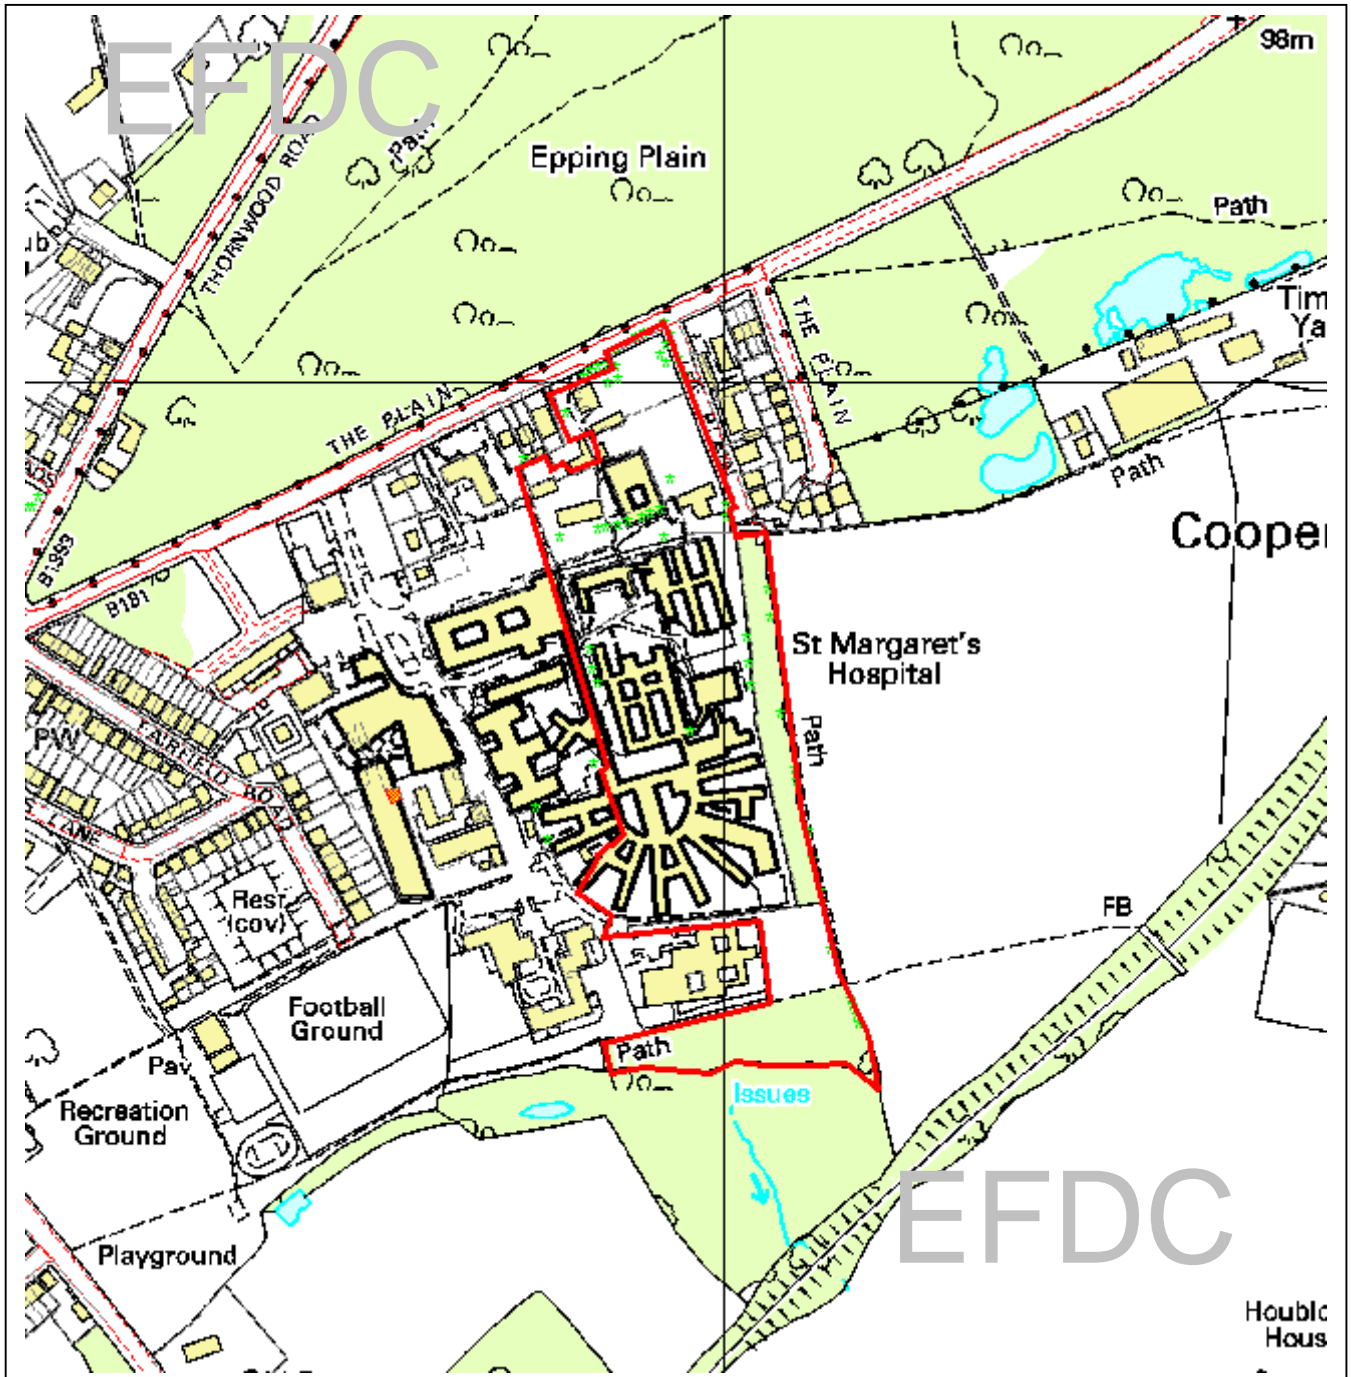 EFDC
98m
Path
Epping Plain
THORNWOOD ROAD
Path
THE PLAIN
Tim
Ya
THE PLAIN
Path
Cooper
B1393
B181
St Margaret's
Hospital
PW
FAIRFIELD ROAD
Path
LANE
Resr
(cov)
FB
Football
Ground
Path
Pav
Issues
Recreation
Ground
EFDC
Playground
Houblo
Hous